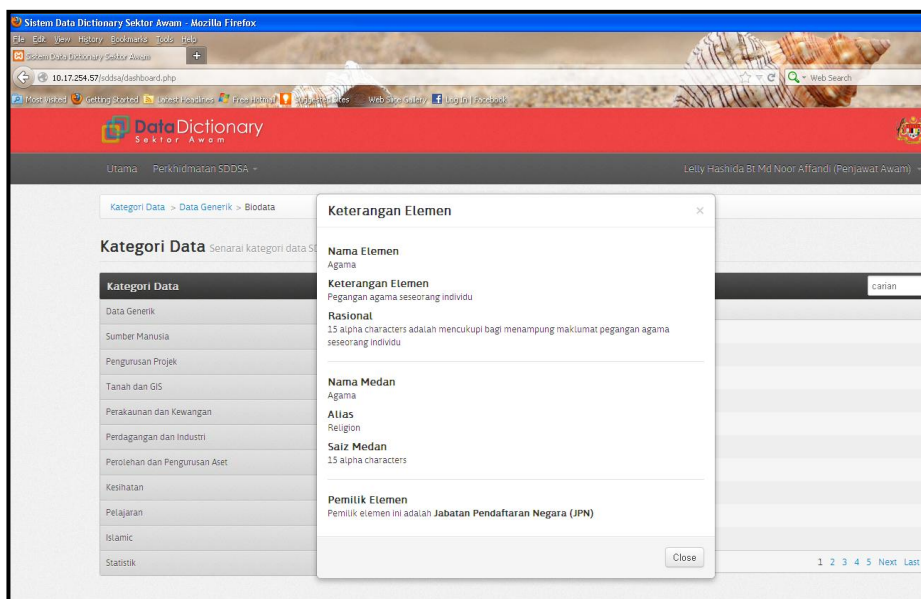 Sistem Data Dictionary Sektor Awam - Mozilla Firefox
File Edit View History Bookmarks Tools Help
Sistem Data Dictionary Sektor Awam
10.17.254.57/sddsa/dashboard.php
Web Search
Most Visited Getting Started Latest Headlines Free Hotmail Suggested Sites Web Slice Gallery Log In | Facebook
Data Dictionary
Sektor Awam
Utama Perkhidmatan SDDSA
Lelly Hashida Bt Md Noor Affandi (Penjawat Awam)
Kategori Data > Data Generik > Biodata
Kategori Data Senarai kategori data
Kategori Data
carian
Data Generik
Sumber Manusia
Pengurusan Projek
Tanah dan GIS
Perakaunan dan Kewangan
Perdagangan dan Industri
Perolehan dan Pengurusan Aset
Kesihatan
Pelajaran
Islamic
Statistik
Keterangan Elemen
×
Nama Elemen
Agama
Keterangan Elemen
Pegangan agama seseorang individu
Rasional
15 alpha characters adalah mencukupi bagi menampung maklumat pegangan agama
seseorang individu
Nama Medan
Agama
Alias
Religion
Saiz Medan
15 alpha characters
Pemilik Elemen
Pemilik elemen ini adalah Jabatan Pendaftaran Negara (JPN)
Close
1 2 3 4 5 Next Last